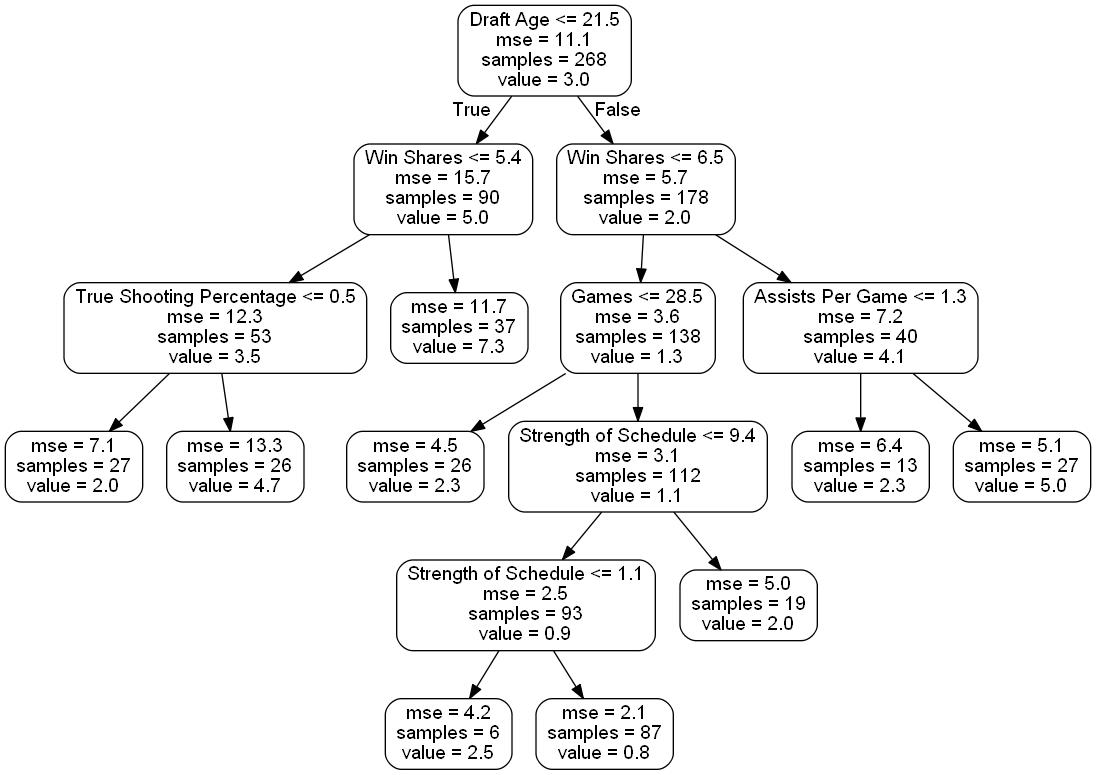 Draft Age <= 21.5
mse = 11.1
samples = 268
value = 3.0
True
False
Win Shares <= 5.4
mse = 15.7
samples = 90
value = 5.0
Win Shares <= 6.5
mse = 5.7
samples = 178
value = 2.0
True Shooting Percentage <= 0.5
mse = 12.3
samples = 53
value = 3.5
mse = 11.7
samples = 37
value = 7.3
Games <= 28.5
mse = 3.6
samples = 138
value = 1.3
Assists Per Game <= 1.3
mse = 7.2
samples = 40
value = 4.1
mse = 7.1
samples = 27
value = 2.0
mse = 13.3
samples = 26
value = 4.7
mse = 4.5
samples = 26
value = 2.3
Strength of Schedule <= 9.4
mse = 3.1
samples = 112
value = 1.1
mse = 6.4
samples = 13
value = 2.3
mse = 5.1
samples = 27
value = 5.0
Strength of Schedule <= 1.1
mse = 2.5
samples = 93
value = 0.9
mse = 5.0
samples = 19
value = 2.0
mse = 4.2
samples = 6
value = 2.5
mse = 2.1
samples = 87
value = 0.8